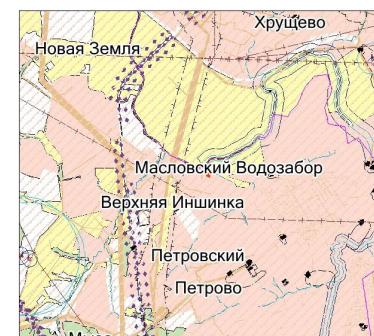 Хрущево
Новая Земля
Масловский Водозабор
Верхняя Иншинка
Петровский
Петрово